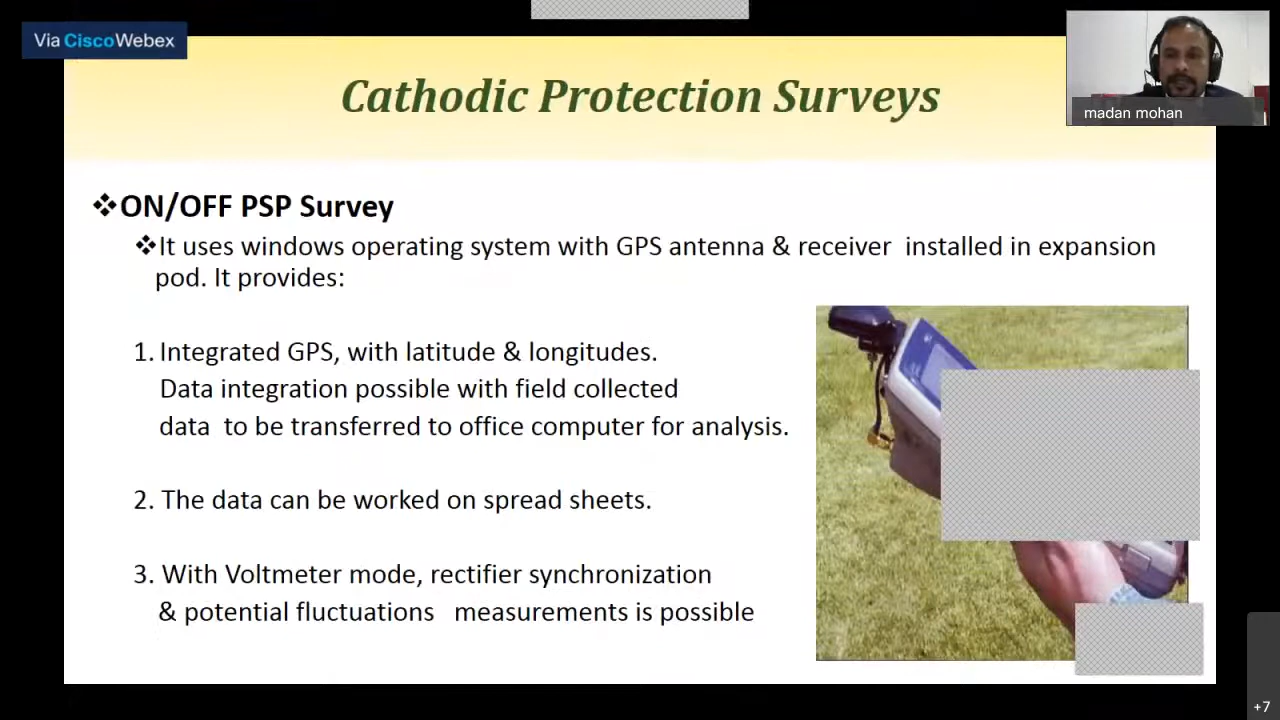 Via CiscoWebex
madan mohan
Cathodic Protection Surveys
❖ON/OFF PSP Survey
❖It uses windows operating system with GPS antenna & receiver installed in expansion
pod. It provides:
1. Integrated GPS, with latitude & longitudes.
Data integration possible with field collected
data to be transferred to office computer for analysis.
2. The data can be worked on spread sheets.
3. With Voltmeter mode, rectifier synchronization
& potential fluctuations measurements is possible
+7